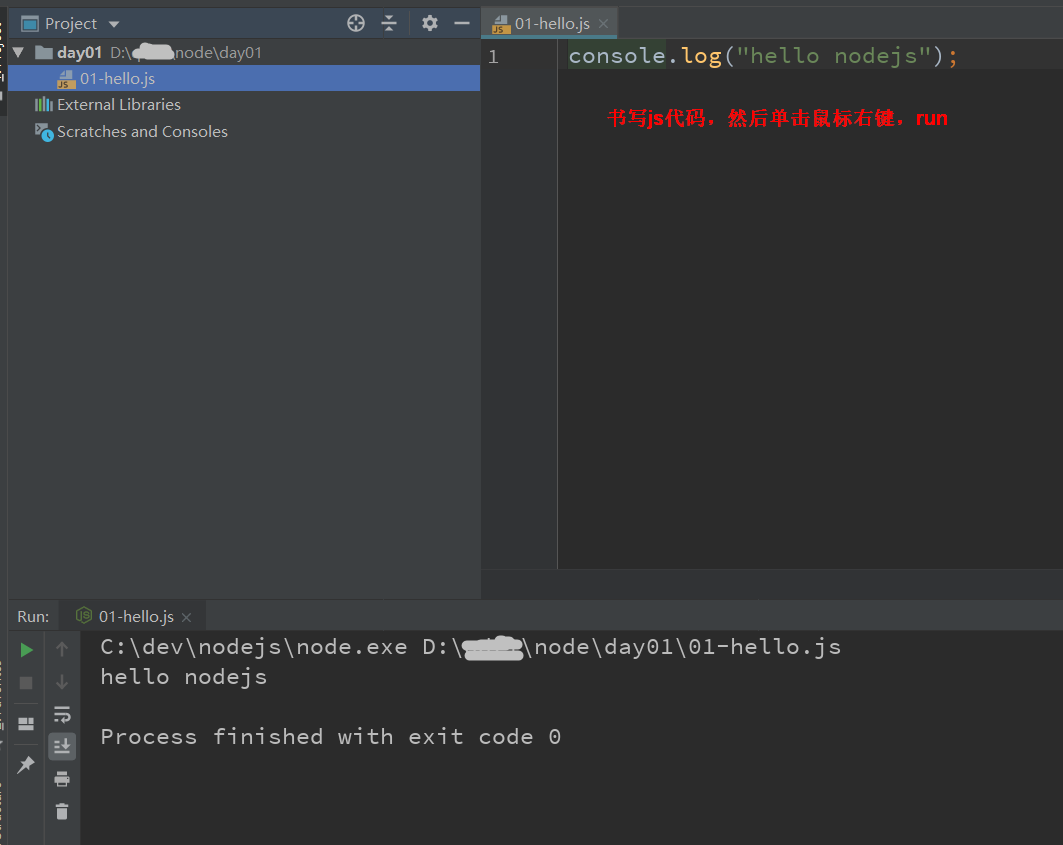 Project
01-hello.js
day01 D:\ node\day01
01-hello.js
External Libraries
Scratches and Consoles
1 console.log("hello nodejs");
书写js代码，然后单击鼠标右键，run
Run: 01-hello.js
C:\dev\nodejs\node.exe D:\ \node\day01\01-hello.js
hello nodejs
Process finished with exit code 0